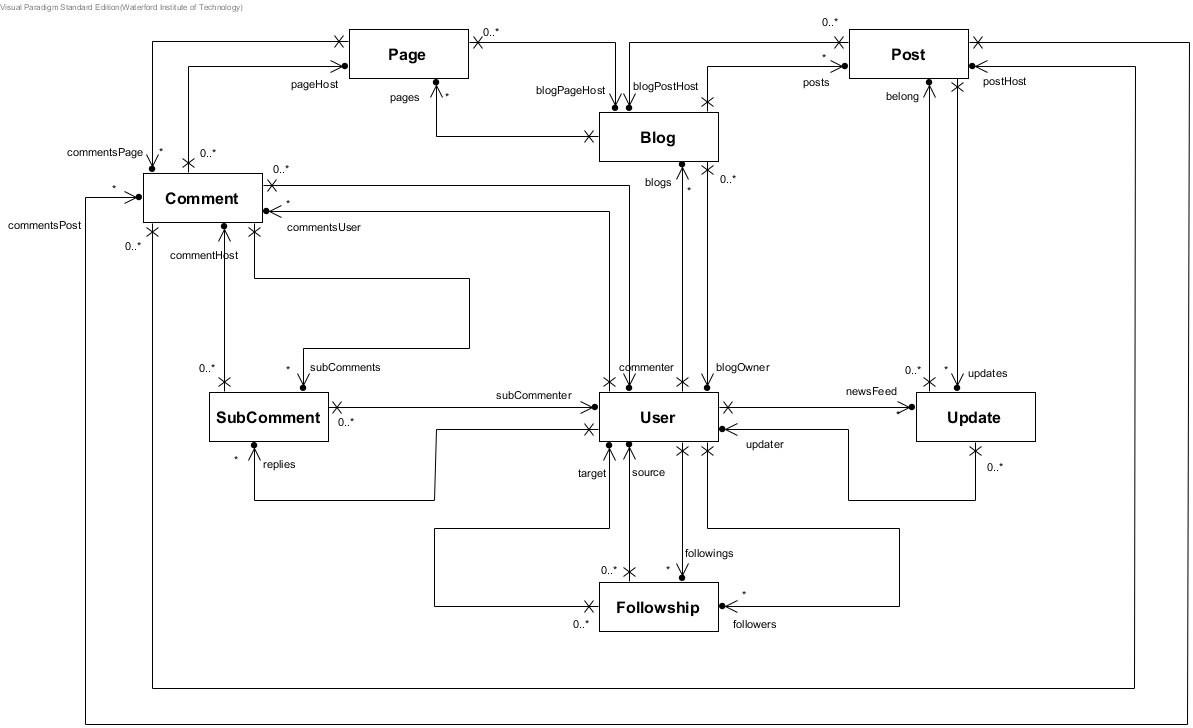 Visual Paradigm Standard Edition(Waterford Institute of Technology)
0..*
0..*
Page
Post
*
pageHost
blogPageHost
blogPostHost
posts
postHost
pages
*
belong
Blog
commentsPage
*
0..*
0..*
blogs
*
0..*
*
Comment
*
commentsPost
commentsUser
0..*
commentHost
0..*
*
subComments
commenter
blogOwner
0..*
*
updates
subCommenter
newsFeed
*
SubComment
0..*
User
Update
updater
*
replies
target
source
0..*
followings
0..*
*
*
Followship
0..*
followers